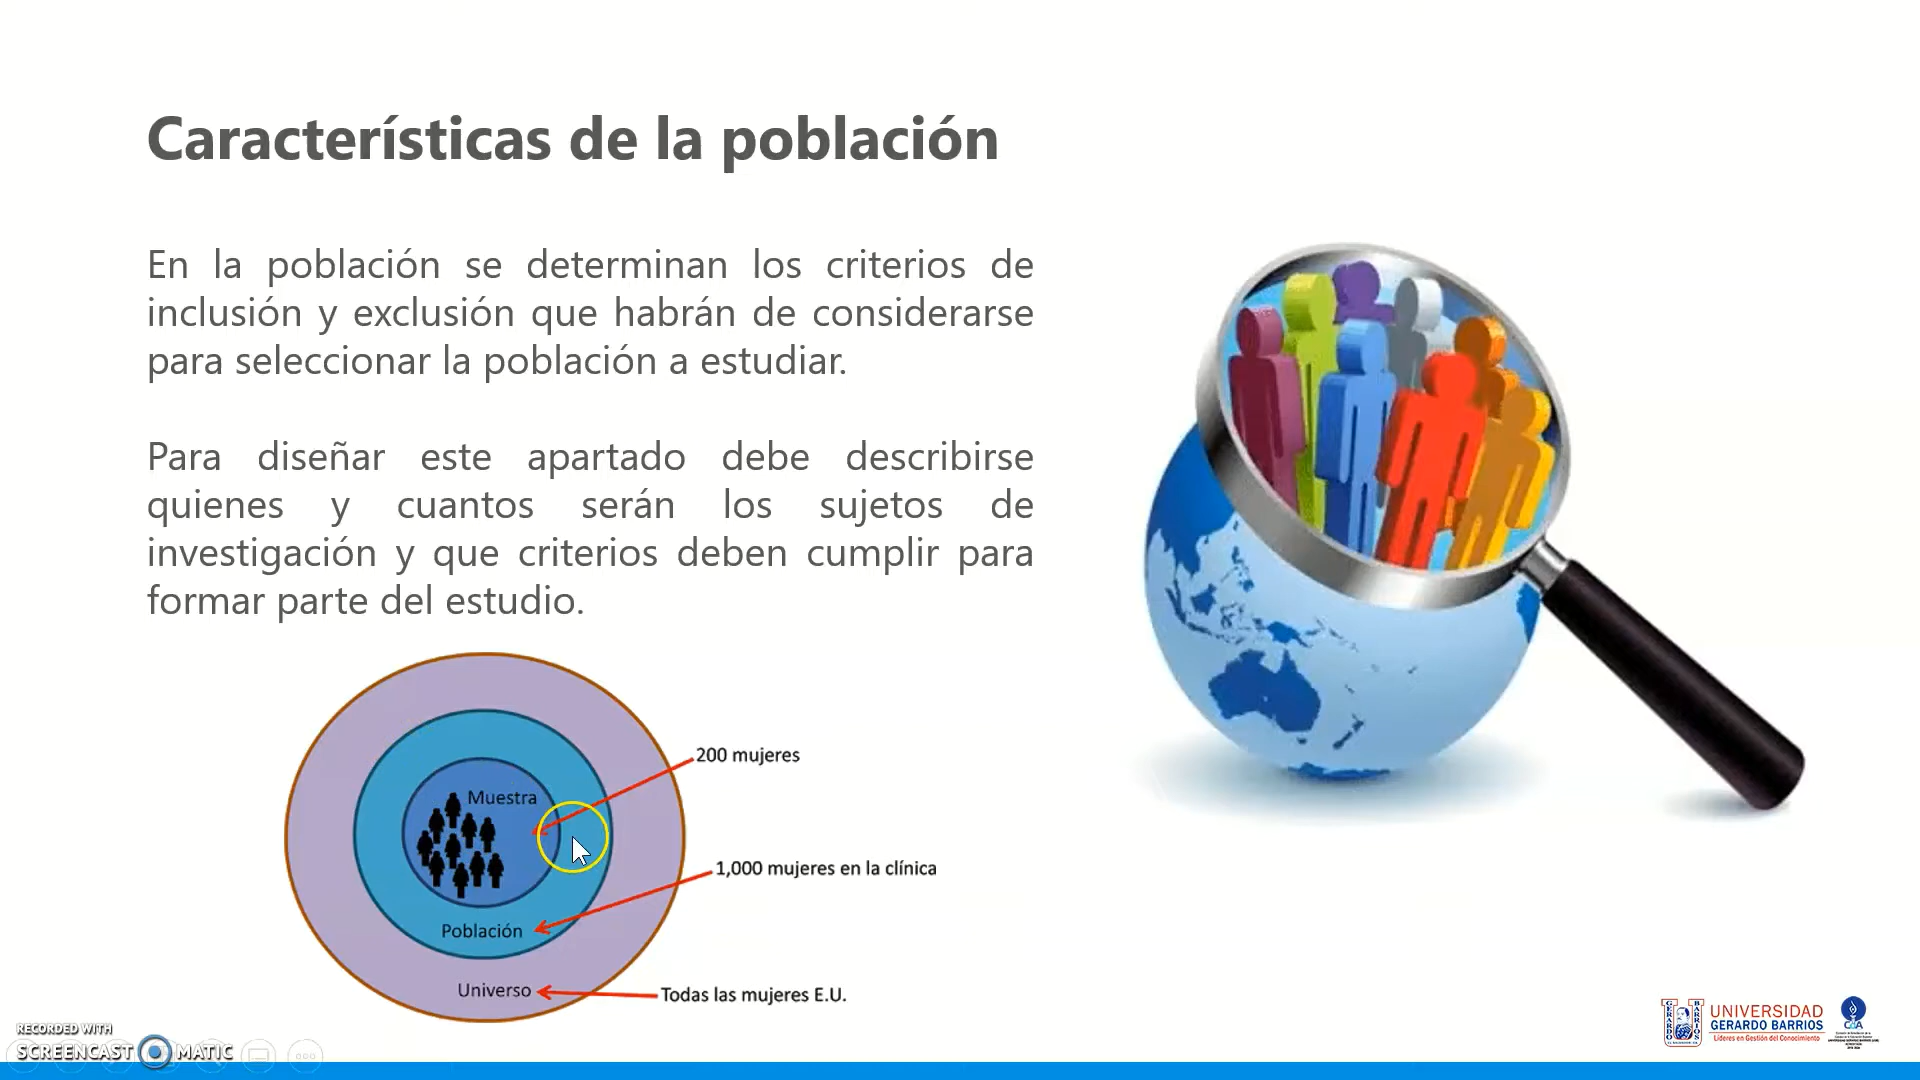 Características de la población
En la población se determinan los criterios de
inclusión y exclusión que habrán de considerarse
para seleccionar la población a estudiar.
Para diseñar este apartado debe describirse
quienes y cuantos serán los sujetos de
investigación y que criterios deben cumplir para
formar parte del estudio.
200 mujeres
Muestra
1,000 mujeres en la clínica
Población
Universo
Todas las mujeres E.U.
RECORDED WITH
SCREENCAST MATIC
GERARDO BARRIOS
UNIVERSIDAD
GERARDO BARRIOS
Líderes en Gestión del Conocimiento
CdA